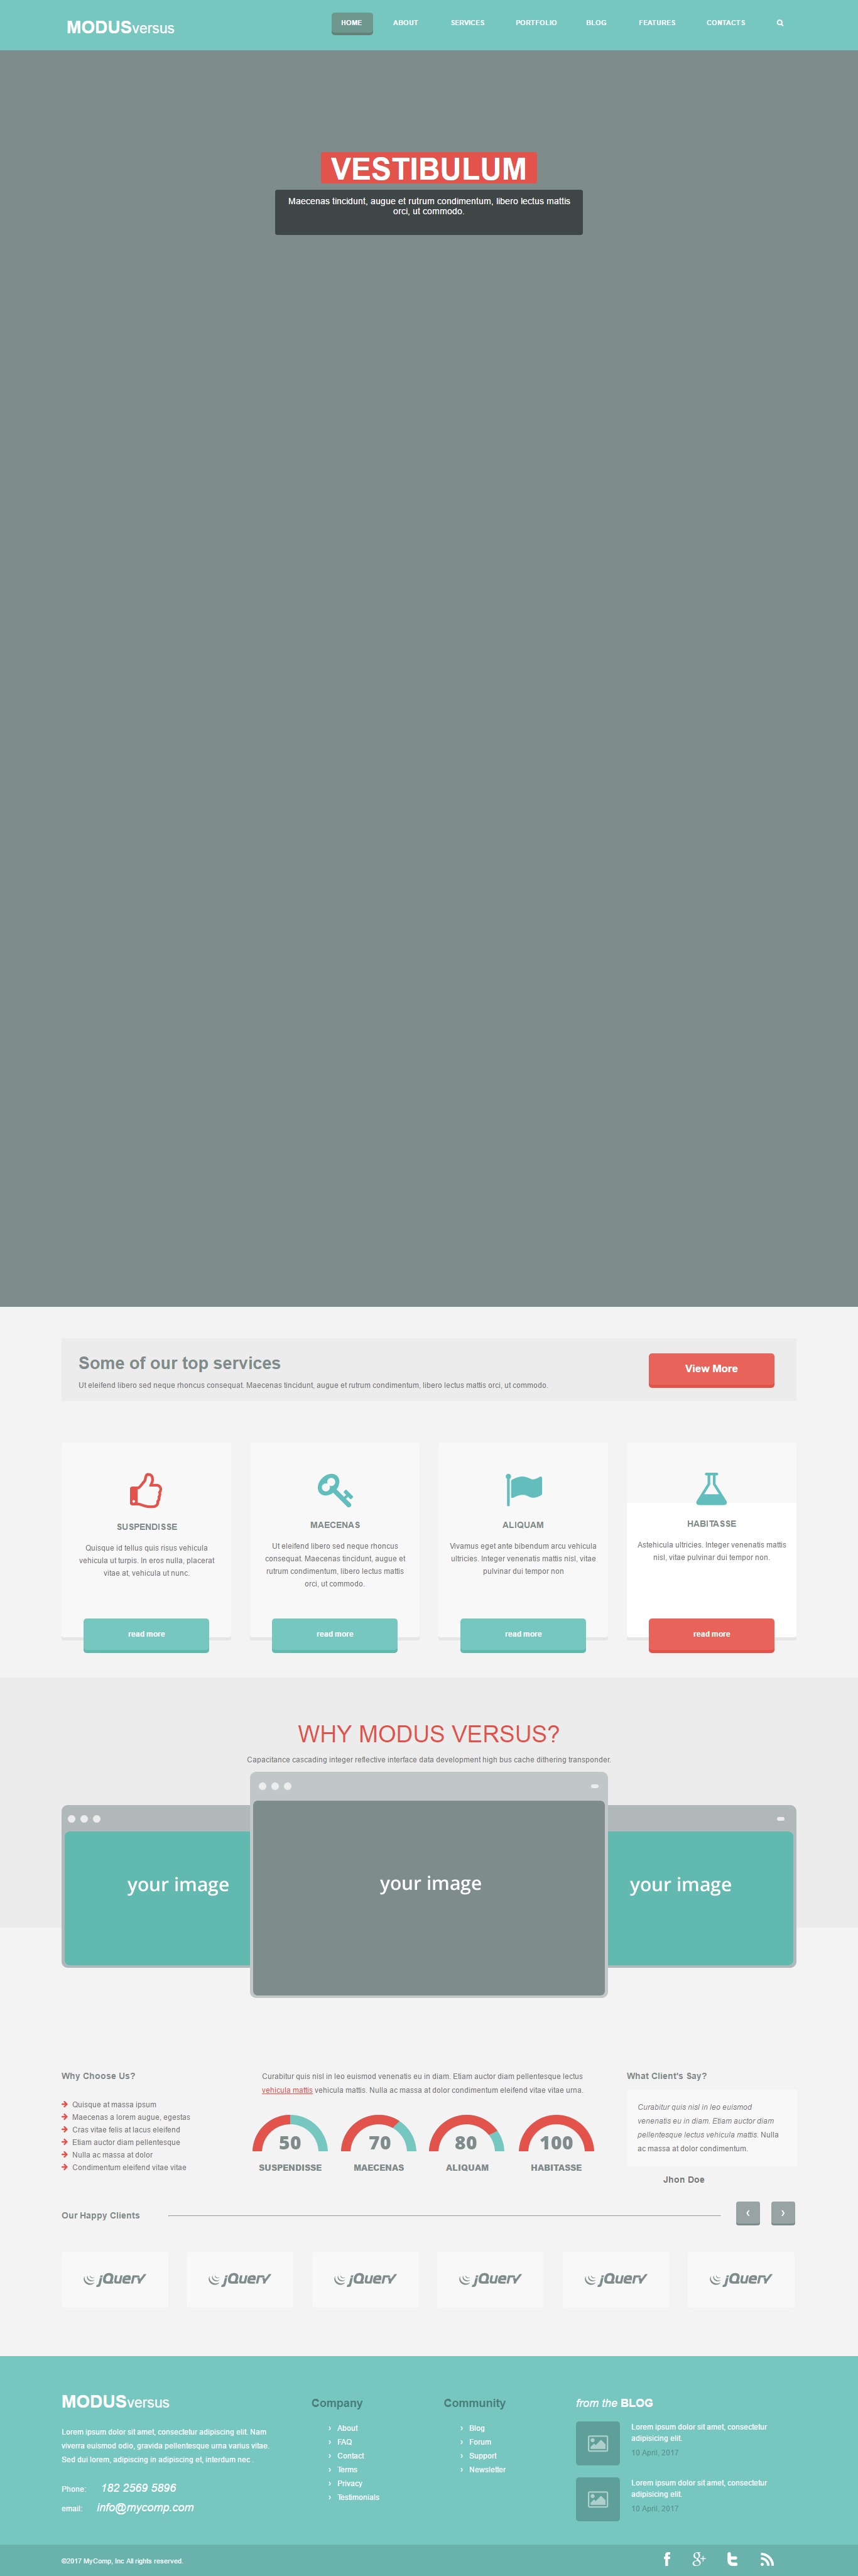 MODUSversus
HOME ABOUT SERVICES PORTFOLIO BLOG FEATURES CONTACTS
VESTIBULUM
Maecenas tincidunt, augue et rutrum condimentum, libero lectus mattis
orci, ut commodo.
Some of our top services
Ut eleifend libero sed neque rhoncus consequat. Maecenas tincidunt, augue et rutrum condimentum, libero lectus mattis orci, ut commodo.
View More
SUSPENDISSE
Quisque id tellus quis risus vehicula
vehicula ut turpis. In eros nulla, placerat
vitae at, vehicula ut nunc.
read more
MAECENAS
Ut eleifend libero sed neque rhoncus
consequat. Maecenas tincidunt, augue et
rutrum condimentum, libero lectus mattis
orci, ut commodo.
read more
ALIQUAM
Vivamus eget ante bibendum arcu vehicula
ultricies. Integer venenatis mattis nisl, vitae
pulvinar dui tempor non
read more
HABITASSE
Astehicula ultricies. Integer venenatis mattis
nisl, vitae pulvinar dui tempor non.
read more
WHY MODUS VERSUS?
Capacitance cascading integer reflective interface data development high bus cache dithering transponder.
your image
your image
your image
Why Choose Us?
Quisque at massa ipsum
Maecenas a lorem augue, egestas
Cras vitae felis at lacus eleifend
Etiam auctor diam pellentesque
Nulla ac massa at dolor
Condimentum eleifend vitae vitae
Curabitur quis nisl in leo euismod venenatis eu in diam. Etiam auctor diam pellentesque lectus
vehicula mattis vehicula mattis. Nulla ac massa at dolor condimentum eleifend vitae vitae urna.
50 70 80 100
SUSPENDISSE MAECENAS ALIQUAM HABITASSE
What Client's Say?
Curabitur quis nisl in leo euismod
venenatis eu in diam. Etiam auctor diam
pellentesque lectus vehicula mattis. Nulla
ac massa at dolor condimentum.
Jhon Doe
Our Happy Clients
jQuery jQuery jQuery jQuery jQuery jQuery
MODUSversus
Lorem ipsum dolor sit amet, consectetur adipiscing elit. Nam
viverra euismod odio, gravida pellentesque urna varius vitae.
Sed dui lorem, adipiscing in adipiscing et, interdum nec .
Phone: 182 2569 5896
email: info@mycomp.com
Company
About
FAQ
Contact
Terms
Privacy
Testimonials
Community
Blog
Forum
Support
Newsletter
from the BLOG
Lorem ipsum dolor sit amet, consectetur
adipisicing elit.
10 April, 2017
Lorem ipsum dolor sit amet, consectetur
adipisicing elit.
10 April, 2017
©2017 MyComp, Inc All rights reserved.